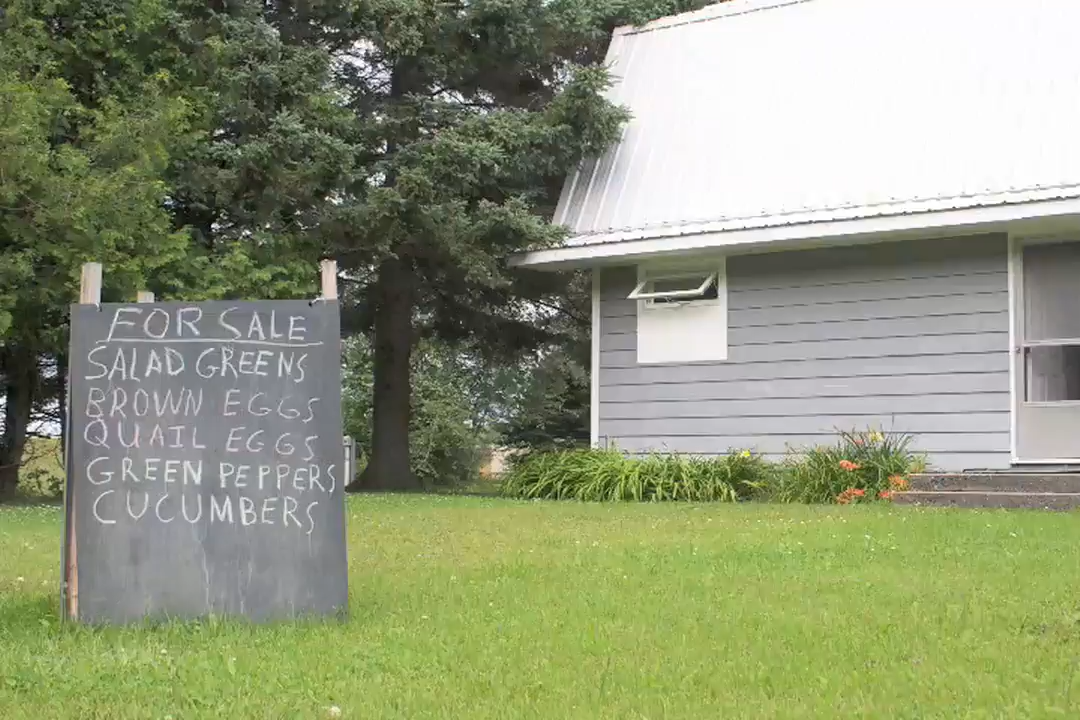 FOR SALE
SALAD GREENS
BROWN EGGS
QUAIL EGGS
GREEN PEPPERS
CUCUMBERS